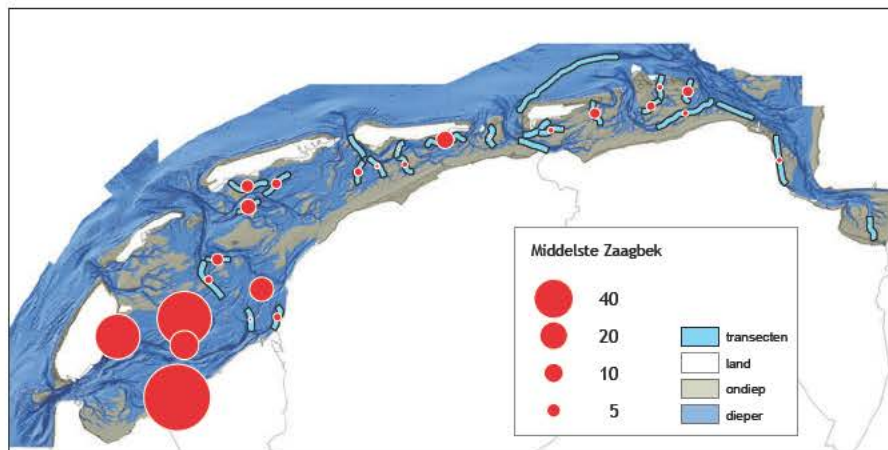 Middelste Zaagbek
40
20
10
5
transecten
land
ondiep
dieper